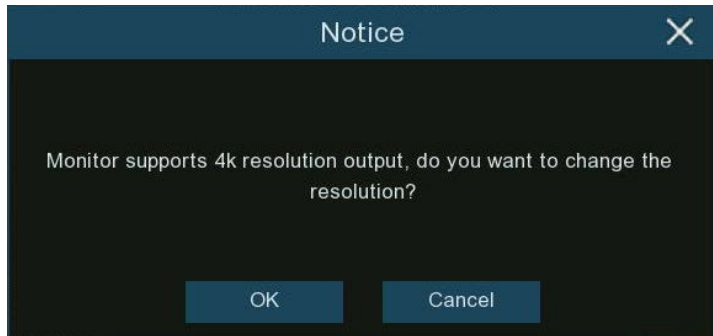 Notice
Monitor supports 4k resolution output, do you want to change the
resolution?
OK
Cancel